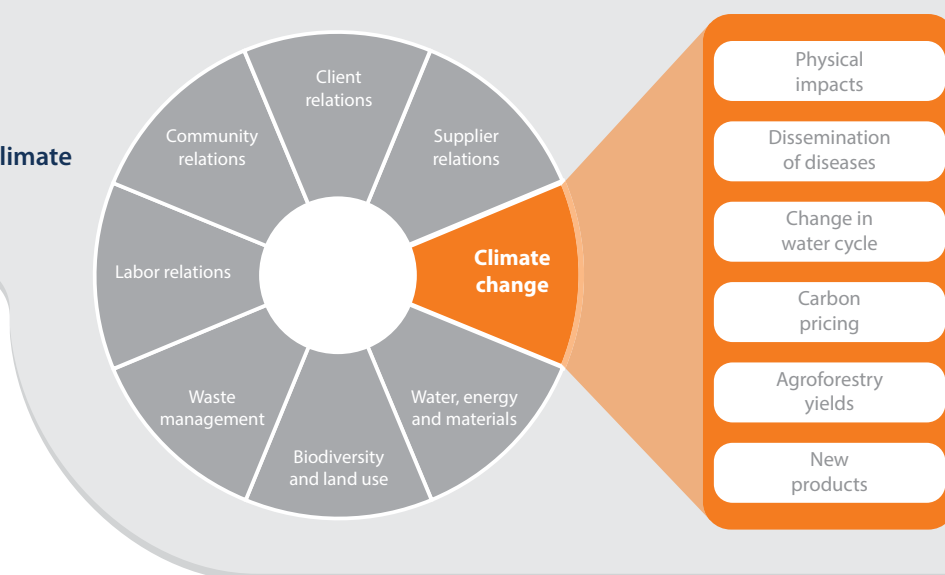 limate
Client
relations
Supplier
relations
Climate
change
Water, energy
and materials
Biodiversity
and land use
Waste
management
Labor relations
Community
relations
Physical
impacts
Dissemination
of diseases
Change in
water cycle
Carbon
pricing
Agroforestry
yields
New
products